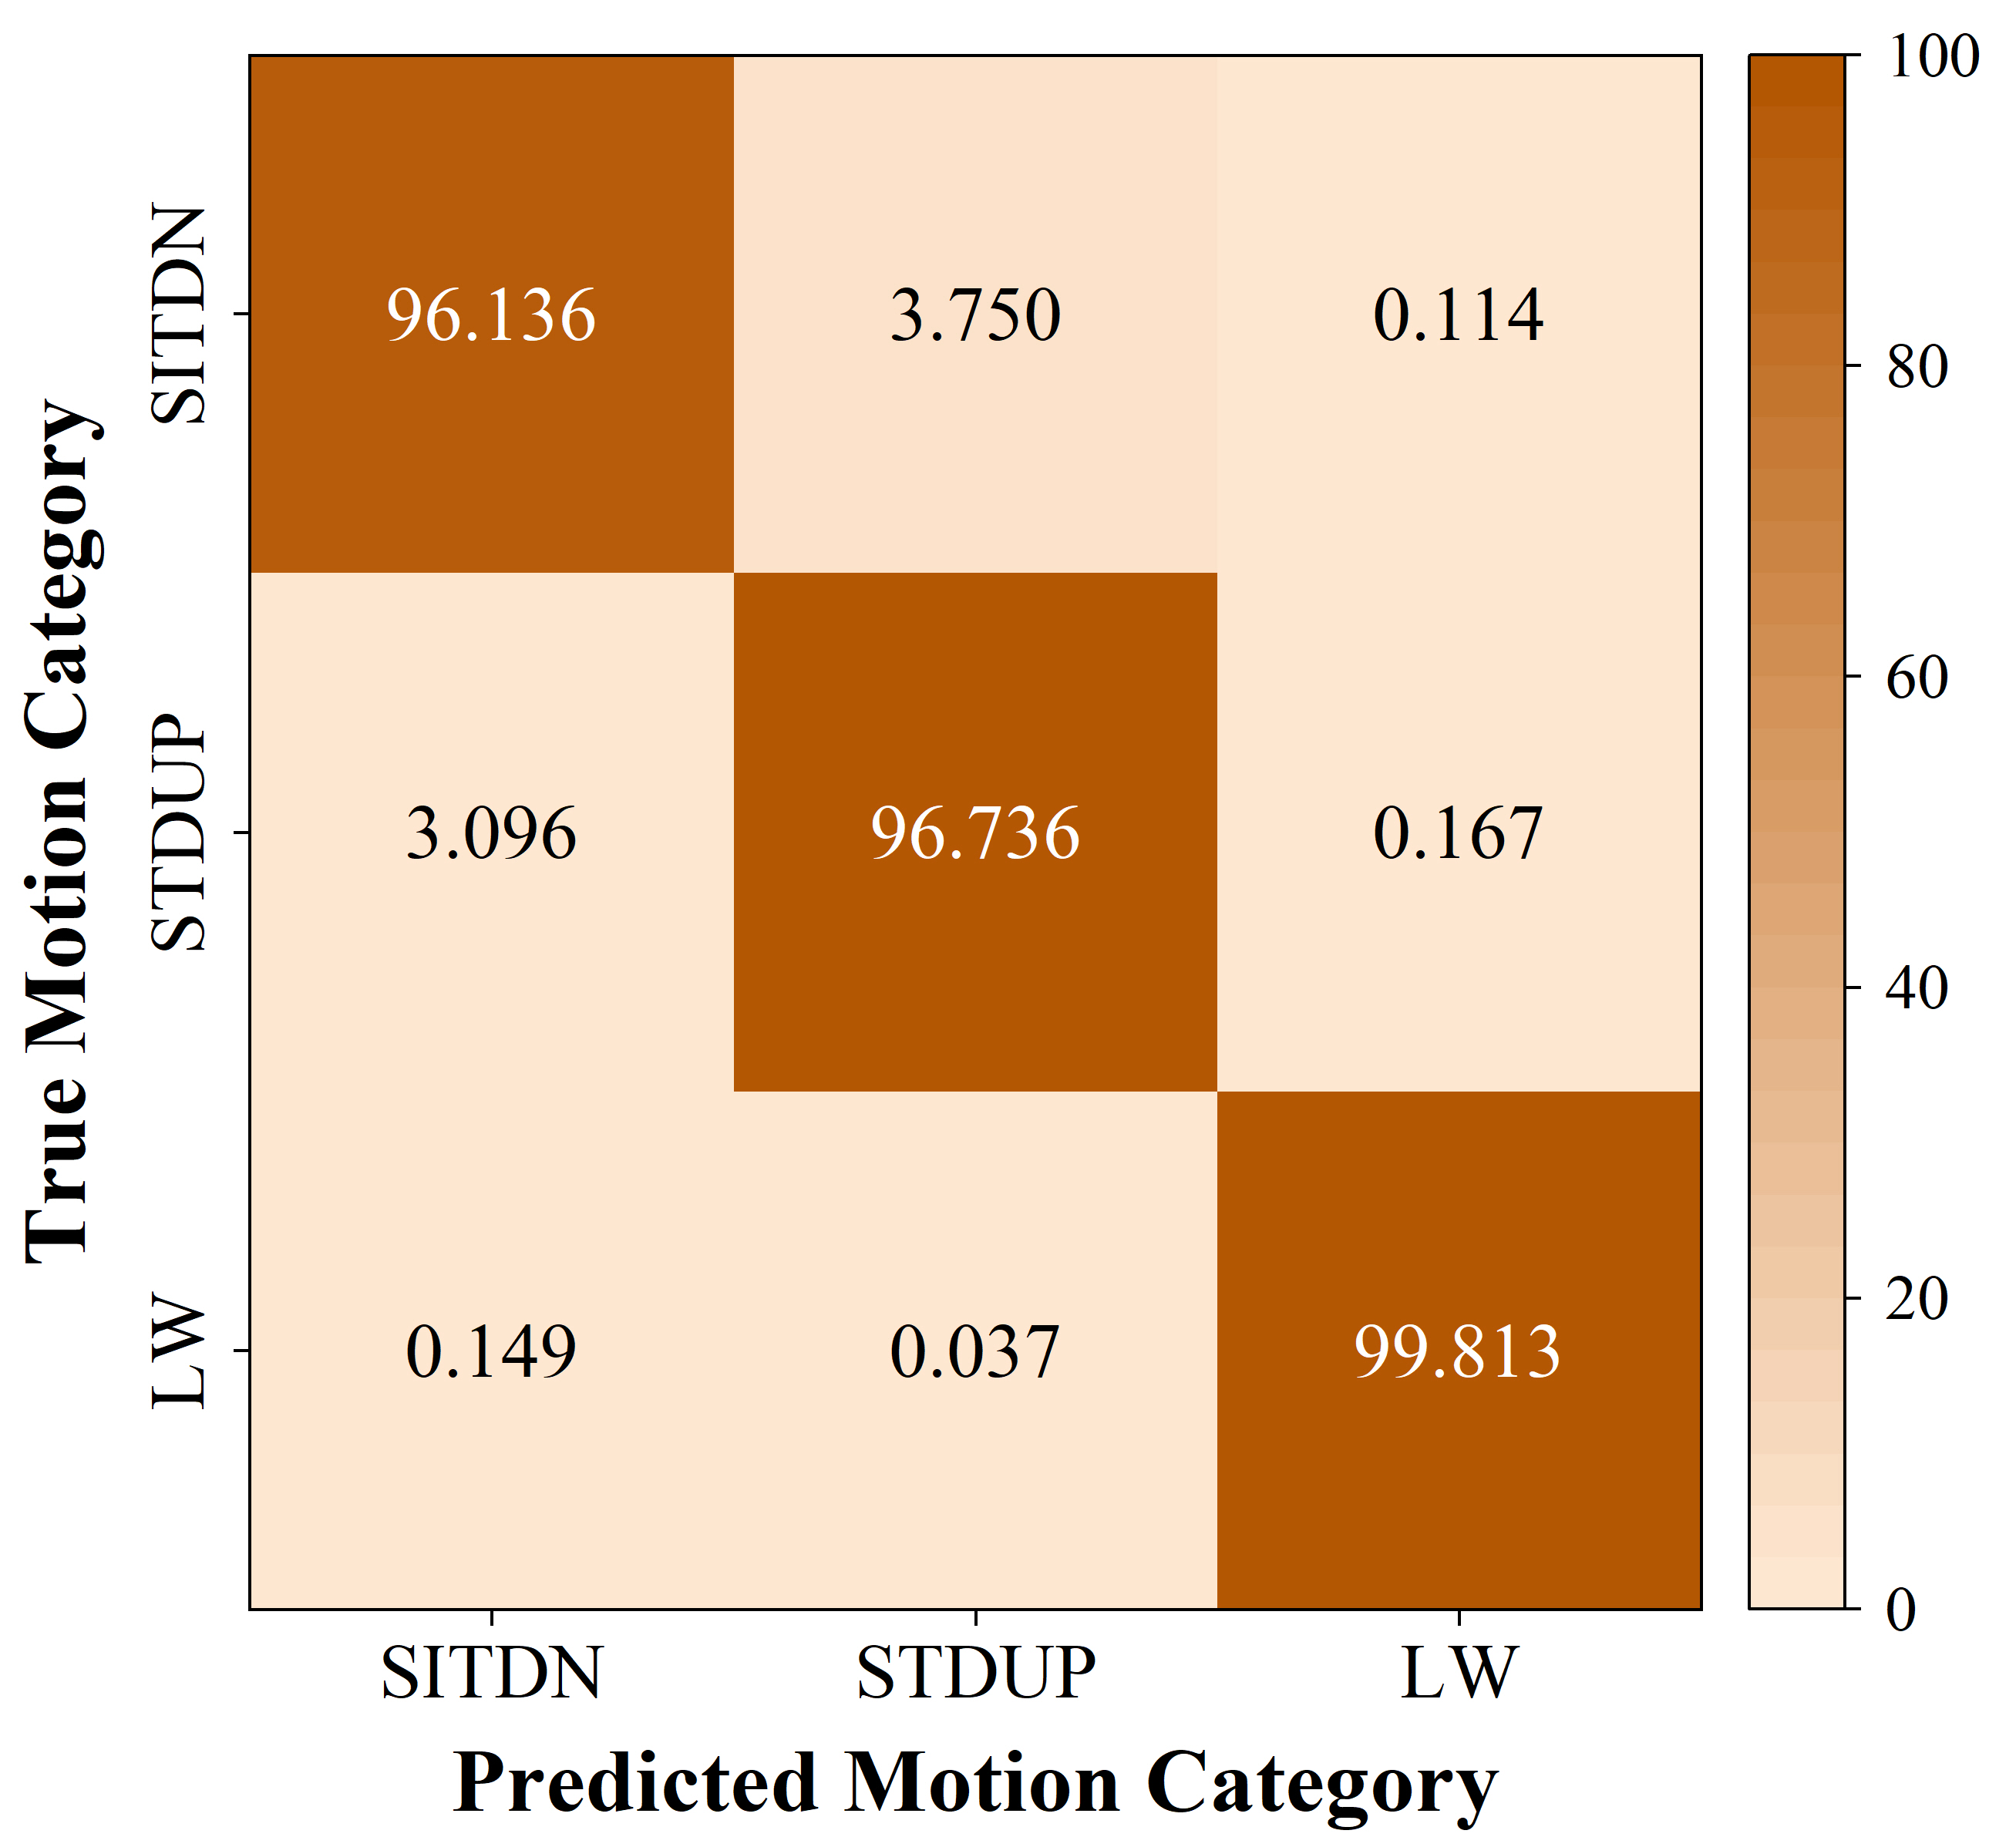 True Motion Category
SITDN
STDUP
LW
96.136 3.750 0.114
3.096 96.736 0.167
0.149 0.037 99.813
SITDN STDUP LW
Predicted Motion Category
100
80
60
40
20
0